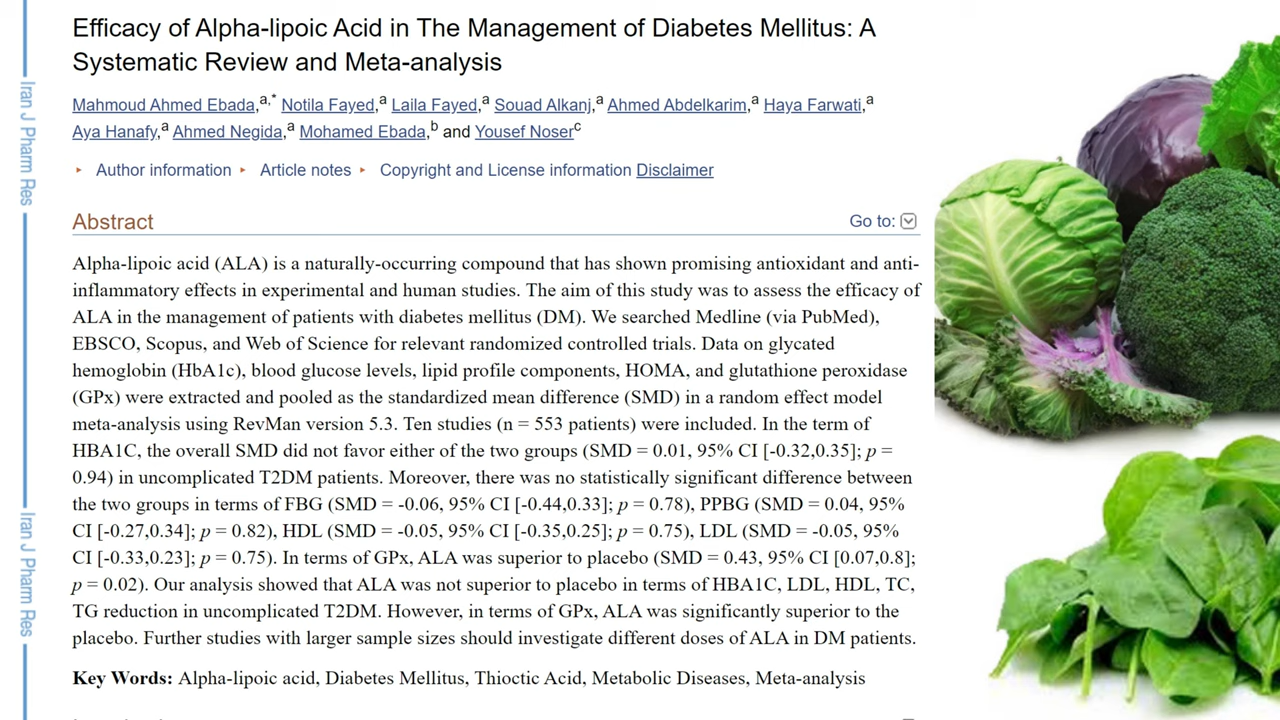 Efficacy of Alpha-lipoic Acid in The Management of Diabetes Mellitus: A
Systematic Review and Meta-analysis
Mahmoud Ahmed Ebada,a,* Notila Fayed,a Laila Fayed,a Souad Alkanj,a Ahmed Abdelkarim,a Haya Farwati,a
Aya Hanafy,a Ahmed Negida,a Mohamed Ebada,b and Yousef Noserc
Author information Article notes Copyright and License information Disclaimer
Abstract
Go to:
Alpha-lipoic acid (ALA) is a naturally-occurring compound that has shown promising antioxidant and anti-
inflammatory effects in experimental and human studies. The aim of this study was to assess the efficacy of
ALA in the management of patients with diabetes mellitus (DM). We searched Medline (via PubMed),
EBSCO, Scopus, and Web of Science for relevant randomized controlled trials. Data on glycated
hemoglobin (HbA1c), blood glucose levels, lipid profile components, HOMA, and glutathione peroxidase
(GPx) were extracted and pooled as the standardized mean difference (SMD) in a random effect model
meta-analysis using RevMan version 5.3. Ten studies (n = 553 patients) were included. In the term of
HBA1C, the overall SMD did not favor either of the two groups (SMD = 0.01, 95% CI [-0.32,0.35]; p =
0.94) in uncomplicated T2DM patients. Moreover, there was no statistically significant difference between
the two groups in terms of FBG (SMD = -0.06, 95% CI [-0.44,0.33]; p = 0.78), PPBG (SMD = 0.04, 95%
CI [-0.27,0.34]; p = 0.82), HDL (SMD = -0.05, 95% CI [-0.35,0.25]; p = 0.75), LDL (SMD = -0.05, 95%
CI [-0.33,0.23]; p = 0.75). In terms of GPx, ALA was superior to placebo (SMD = 0.43, 95% CI [0.07,0.8];
p = 0.02). Our analysis showed that ALA was not superior to placebo in terms of HBA1C, LDL, HDL, TC,
TG reduction in uncomplicated T2DM. However, in terms of GPx, ALA was significantly superior to the
placebo. Further studies with larger sample sizes should investigate different doses of ALA in DM patients.
Key Words: Alpha-lipoic acid, Diabetes Mellitus, Thioctic Acid, Metabolic Diseases, Meta-analysis
Iran J Pharm Res
Iran J Pharm Res